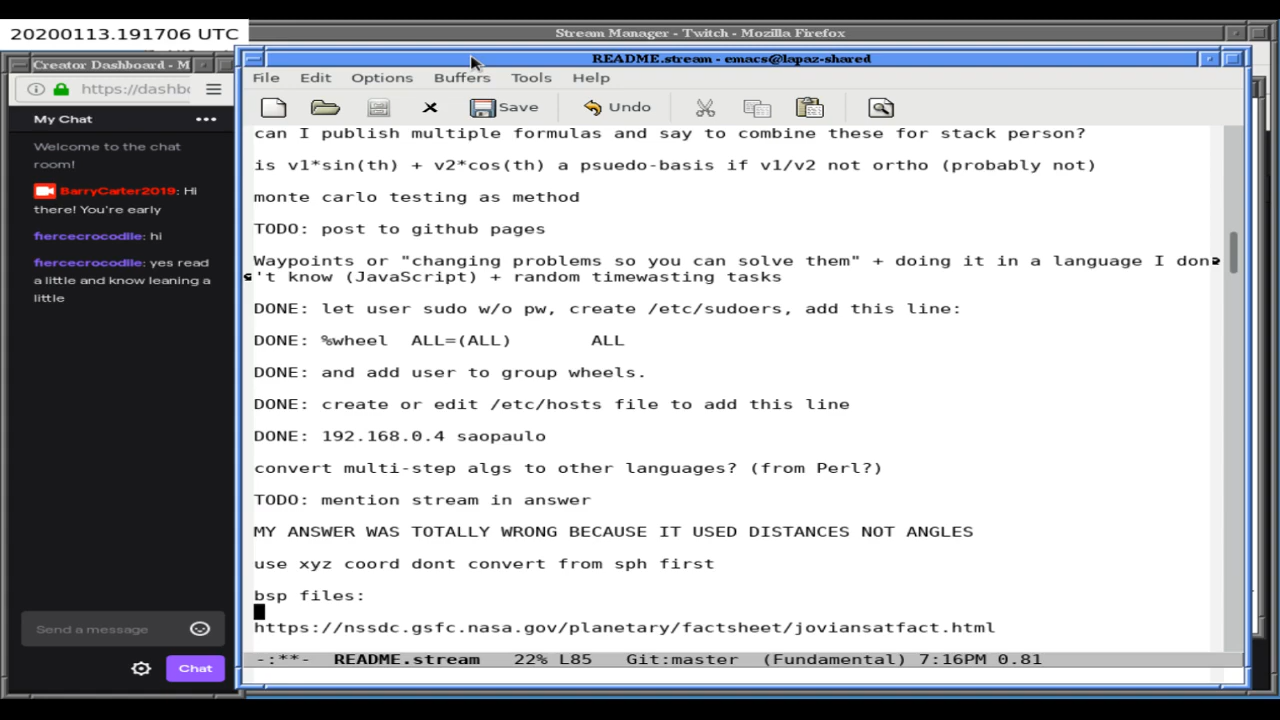 20200113.191706 UTC
Stream Manager - Twitch - Mozilla Firefox
Creator Dashboard - M
https://dashbo
My Chat
Welcome to the chat
room!
BarryCarter2019: Hi
there! You're early
fiercecrocodile: hi
fiercecrocodile: yes read
a little and know leaning a
little
Send a message
Chat
README.stream - emacs@lapaz-shared
File Edit Options Buffers Tools Help
Save Undo
can I publish multiple formulas and say to combine these for stack person?
is v1*sin(th) + v2*cos(th) a psuedo-basis if v1/v2 not ortho (probably not)
monte carlo testing as method
TODO: post to github pages
Waypoints or "changing problems so you can solve them" + doing it in a language I don
't know (JavaScript) + random timewasting tasks
DONE: let user sudo w/o pw, create /etc/sudoers, add this line:
DONE: %wheel ALL=(ALL) ALL
DONE: and add user to group wheels.
DONE: create or edit /etc/hosts file to add this line
DONE: 192.168.0.4 saopaulo
convert multi-step algs to other languages? (from Perl?)
TODO: mention stream in answer
MY ANSWER WAS TOTALLY WRONG BECAUSE IT USED DISTANCES NOT ANGLES
use xyz coord dont convert from sph first
bsp files:
https://nssdc.gsfc.nasa.gov/planetary/factsheet/joviansatfact.html
-:**- README.stream 22% L85 Git:master (Fundamental) 7:16PM 0.81